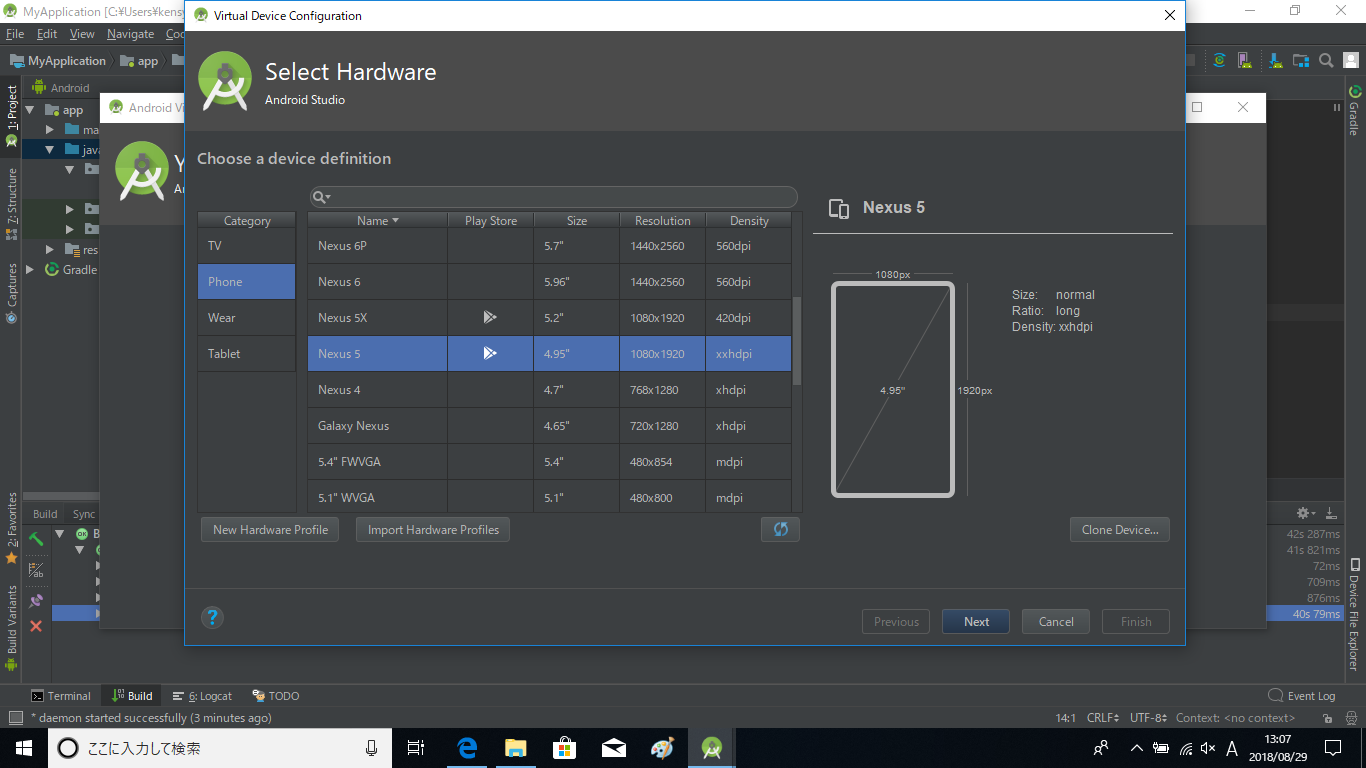 MyApplication [C:¥Users¥kens
Virtual Device Configuration
File Edit View Navigate Coc
MyApplication app
Select Hardware
Android Studio
1: Project
Android
app
ma
java
res
Gradle Scripts
Z: Structure
Captures
2: Favorites
Build Variants
Android Vi
Y
An
Choose a device definition
Category
TV
Phone
Wear
Tablet
Name Play Store Size Resolution Density
Nexus 6P 5.7" 1440x2560 560dpi
Nexus 6 5.96" 1440x2560 560dpi
Nexus 5X 5.2" 1080x1920 420dpi
Nexus 5 4.95" 1080x1920 xxhdpi
Nexus 4 4.7" 768x1280 xhdpi
Galaxy Nexus 4.65" 720x1280 xhdpi
5.4" FWVGA 5.4" 480x854 mdpi
5.1" WVGA 5.1" 480x800 mdpi
Nexus 5
1080px
4.95"
1920px
Size: normal
Ratio: long
Density: xxhdpi
New Hardware Profile Import Hardware Profiles Clone Device...
?
Previous Next Cancel Finish
Gradle
Device File Explorer
Build Sync
B
42s 287ms
41s 821ms
72ms
709ms
876ms
40s 79ms
Terminal Build 6: Logcat TODO Event Log
* daemon started successfully (3 minutes ago) 14:1 CRLF UTF-8 Context: <no context>
ここに入力して検索
A
13:07
2018/08/29